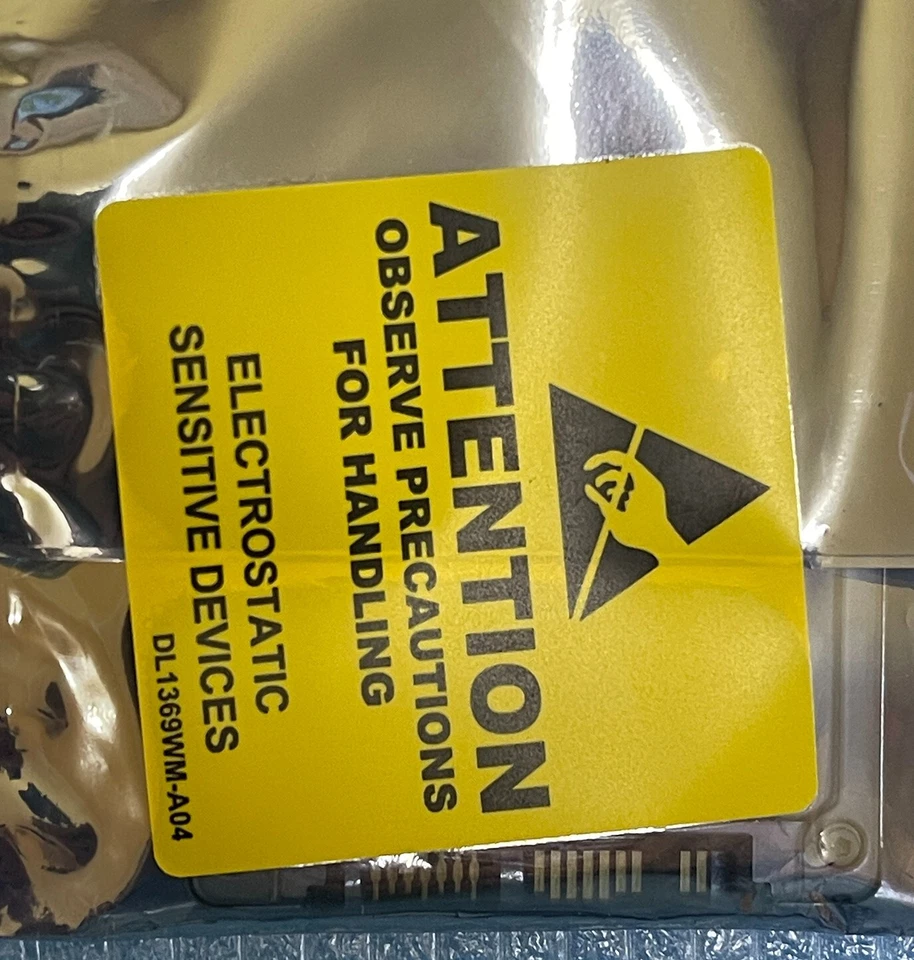 ATTENTION
OBSERVE PRECAUTIONS
FOR HANDLING
ELECTROSTATIC
SENSITIVE DEVICES
DL1369WM-A04